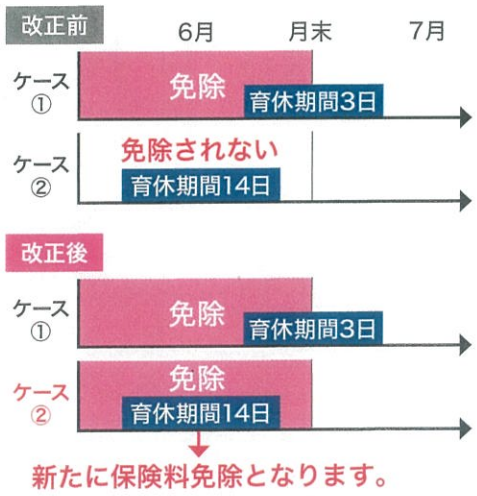 改正前
6月 月末 7月
ケース
①
免除
育休期間3日
ケース
②
免除されない
育休期間14日
改正後
ケース
①
免除
育休期間3日
ケース
②
免除
育休期間14日
新たに保険料免除となります。